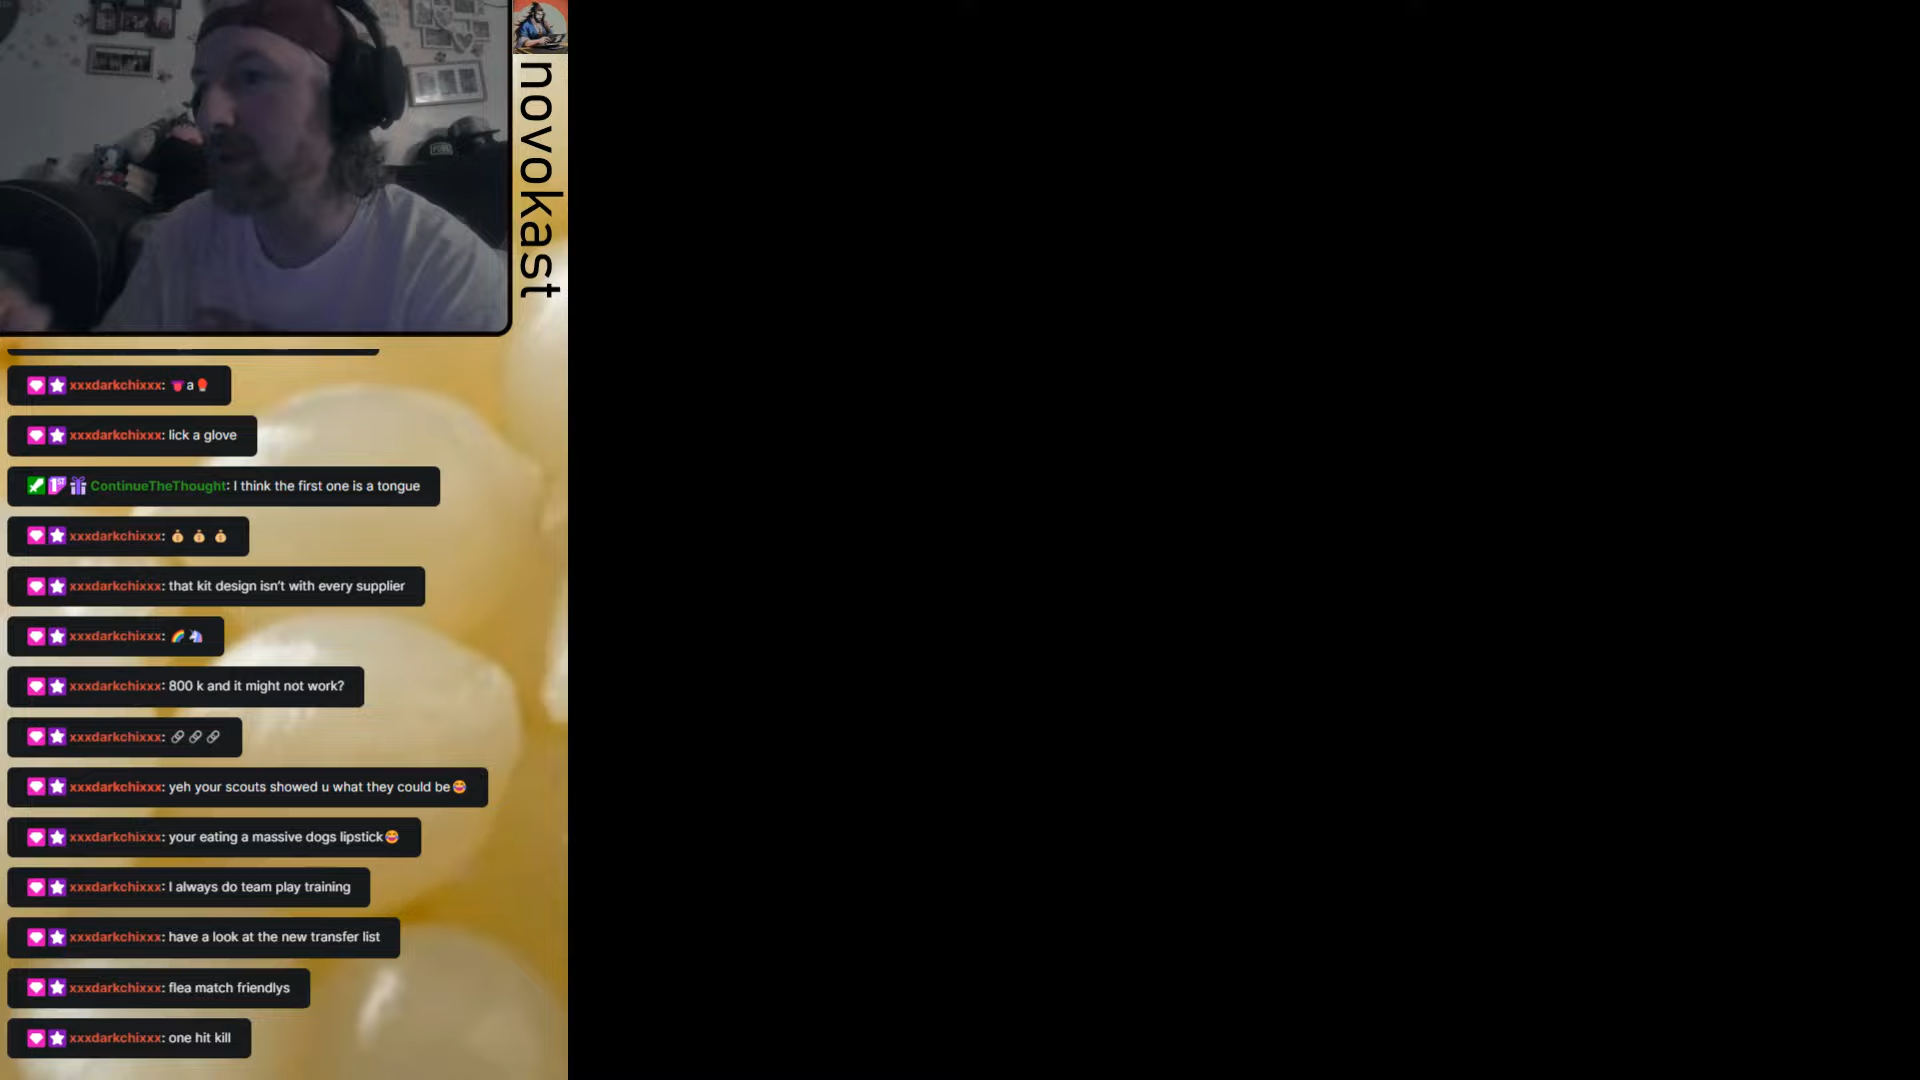 novokast
xxxdarkchixxx: 👅a🥊
xxxdarkchixxx: lick a glove
ContinueTheThought: I think the first one is a tongue
xxxdarkchixxx: 💰 💰 💰
xxxdarkchixxx: that kit design isn't with every supplier
xxxdarkchixxx: 🌈🦄
xxxdarkchixxx: 800 k and it might not work?
xxxdarkchixxx: 🔗🔗🔗
xxxdarkchixxx: yeh your scouts showed u what they could be😂
xxxdarkchixxx: your eating a massive dogs lipstick😂
xxxdarkchixxx: I always do team play training
xxxdarkchixxx: have a look at the new transfer list
xxxdarkchixxx: flea match friendlys
xxxdarkchixxx: one hit kill